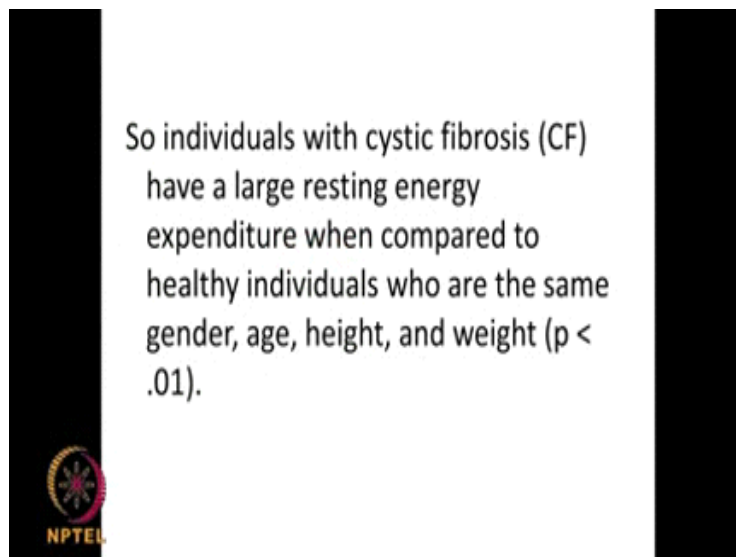 So individuals with cystic fibrosis (CF)
have a large resting energy
expenditure when compared to
healthy individuals who are the same
gender, age, height, and weight (p <
.01).
NPTEL